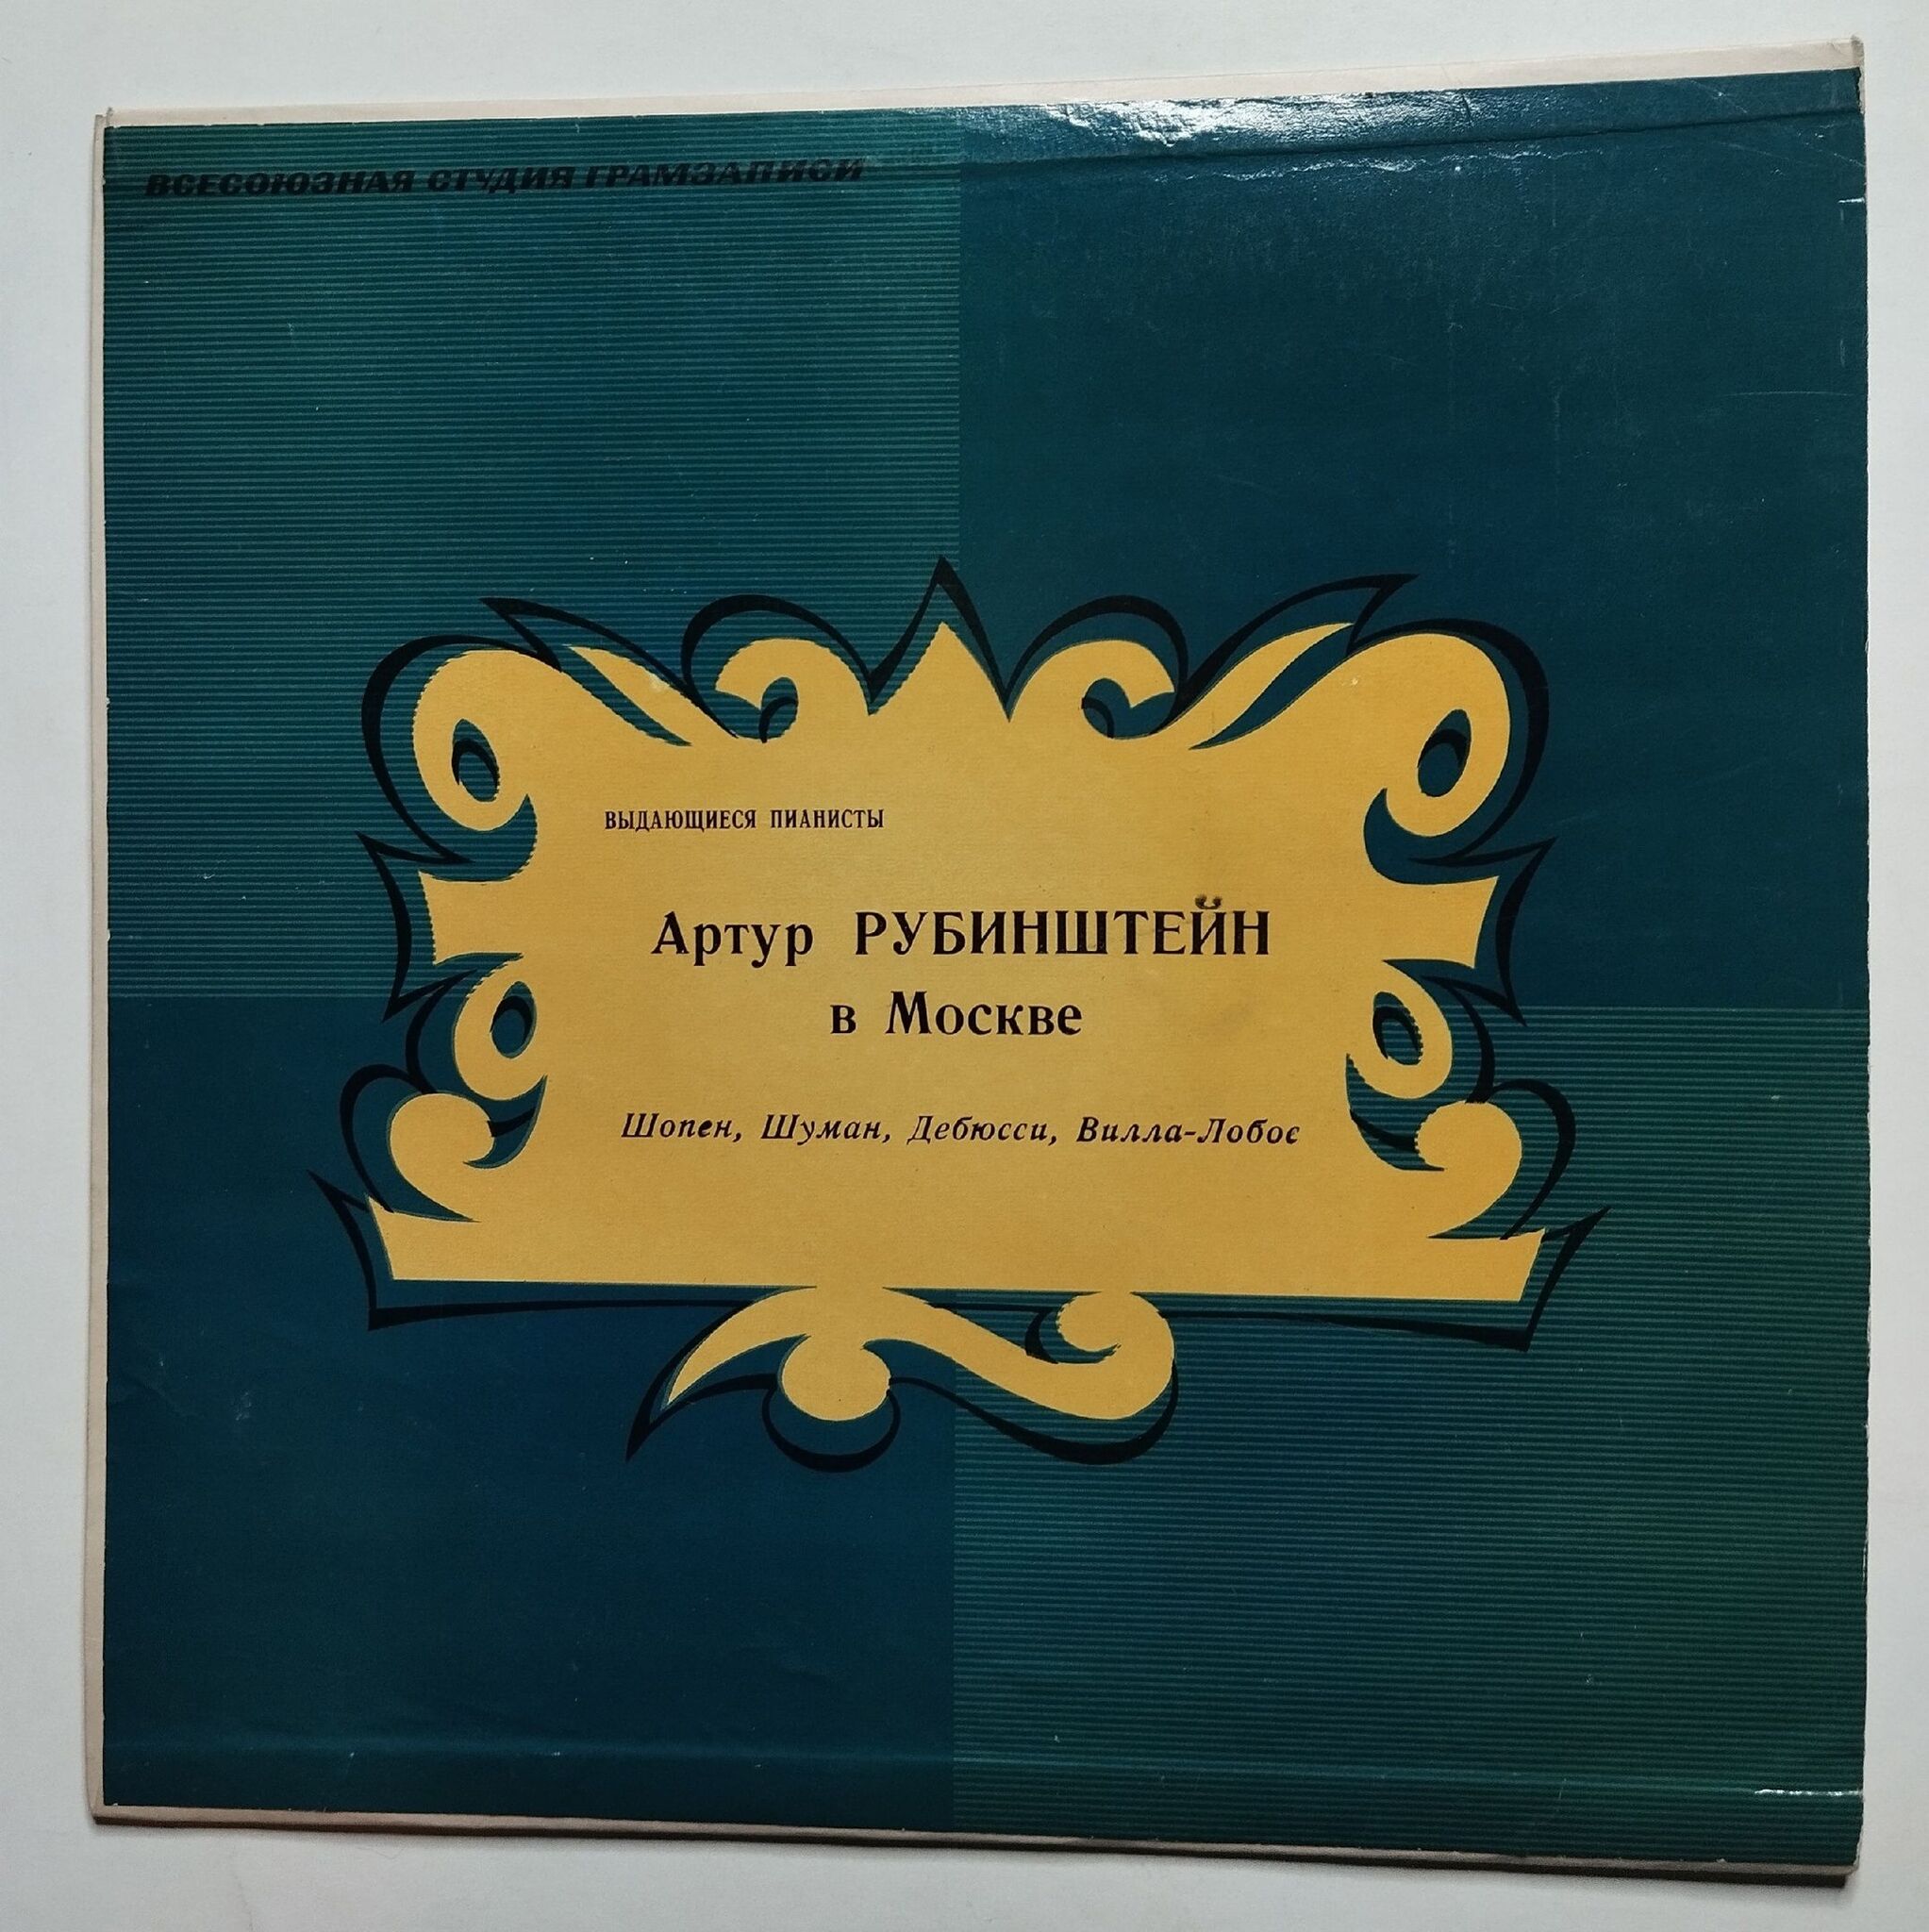 ВСЕСОЮЗНАЯ СТУДИЯ ГРАМЗАПИСИ
ВЫДАЮЩИЕСЯ ПИАНИСТЫ
Артур РУБИНШТЕЙН
в Москве
Шопен, Шуман, Дебюсси, Вилла-Лобос